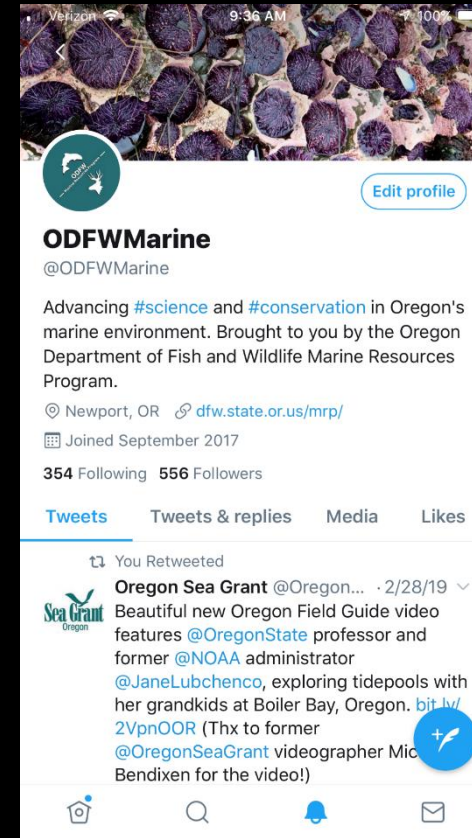 Verizon 9:36 AM 100%
ODFW
Edit profile
ODFWMarine
@ODFWMarine
Advancing #science and #conservation in Oregon's
marine environment. Brought to you by the Oregon
Department of Fish and Wildlife Marine Resources
Program.
Newport, OR dfw.state.or.us/mrp/
Joined September 2017
354 Following 556 Followers
Tweets Tweets & replies Media Likes
You Retweeted
Oregon Sea Grant @Oregon... · 2/28/19
Sea Grant
Oregon
Beautiful new Oregon Field Guide video
features @OregonState professor and
former @NOAA administrator
@JaneLubchenco, exploring tidepools with
her grandkids at Boiler Bay, Oregon. bit.ly/
2VpnOOR (Thx to former
@OregonSeaGrant videographer Mic
Bendixen for the video!)